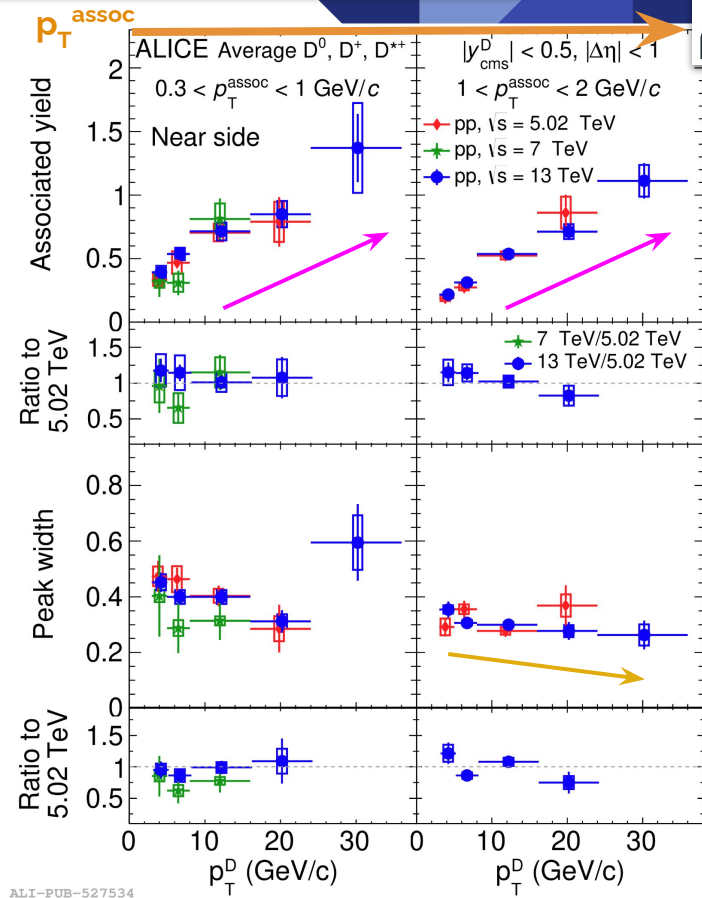 p_T^assoc
ALICE Average D⁰, D⁺, D*⁺
0.3 < p_T^assoc < 1 GeV/c
Near side
|y_cms^D| < 0.5, |Δη| < 1
1 < p_T^assoc < 2 GeV/c
pp, √s = 5.02 TeV
pp, √s = 7 TeV
pp, √s = 13 TeV
Associated yield
2
1.5
1
0.5
0
Ratio to
5.02 TeV
1.5
1
0.5
7 TeV/5.02 TeV
13 TeV/5.02 TeV
Peak width
0.8
0.6
0.4
0.2
0
Ratio to
5.02 TeV
1.5
1
0.5
0 10 20 30 0 10 20 30
p_T^D (GeV/c) p_T^D (GeV/c)
ALI-PUB-527534